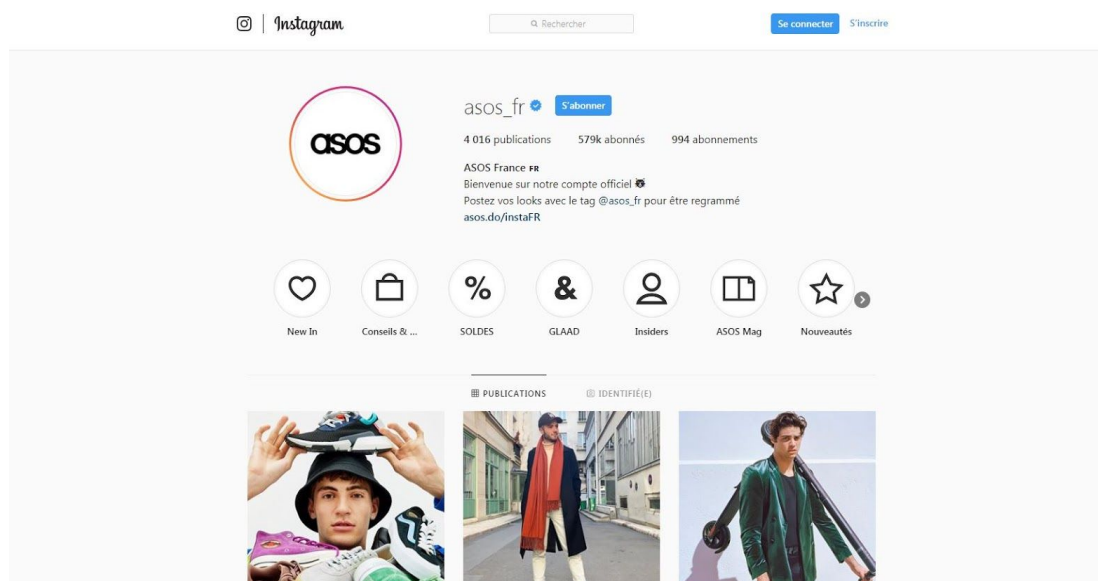 Instagram
Rechercher
Se connecter S'inscrire
asos
asos_fr S'abonner
4 016 publications 579k abonnés 994 abonnements
ASOS France FR
Bienvenue sur notre compte officiel
Postez vos looks avec le tag @asos_fr pour être regrammé
asos.do/instaFR
% &
New In Conseils & ... SOLDES GLAAD Insiders ASOS Mag Nouveautés
PUBLICATIONS IDENTIFIÉ(E)